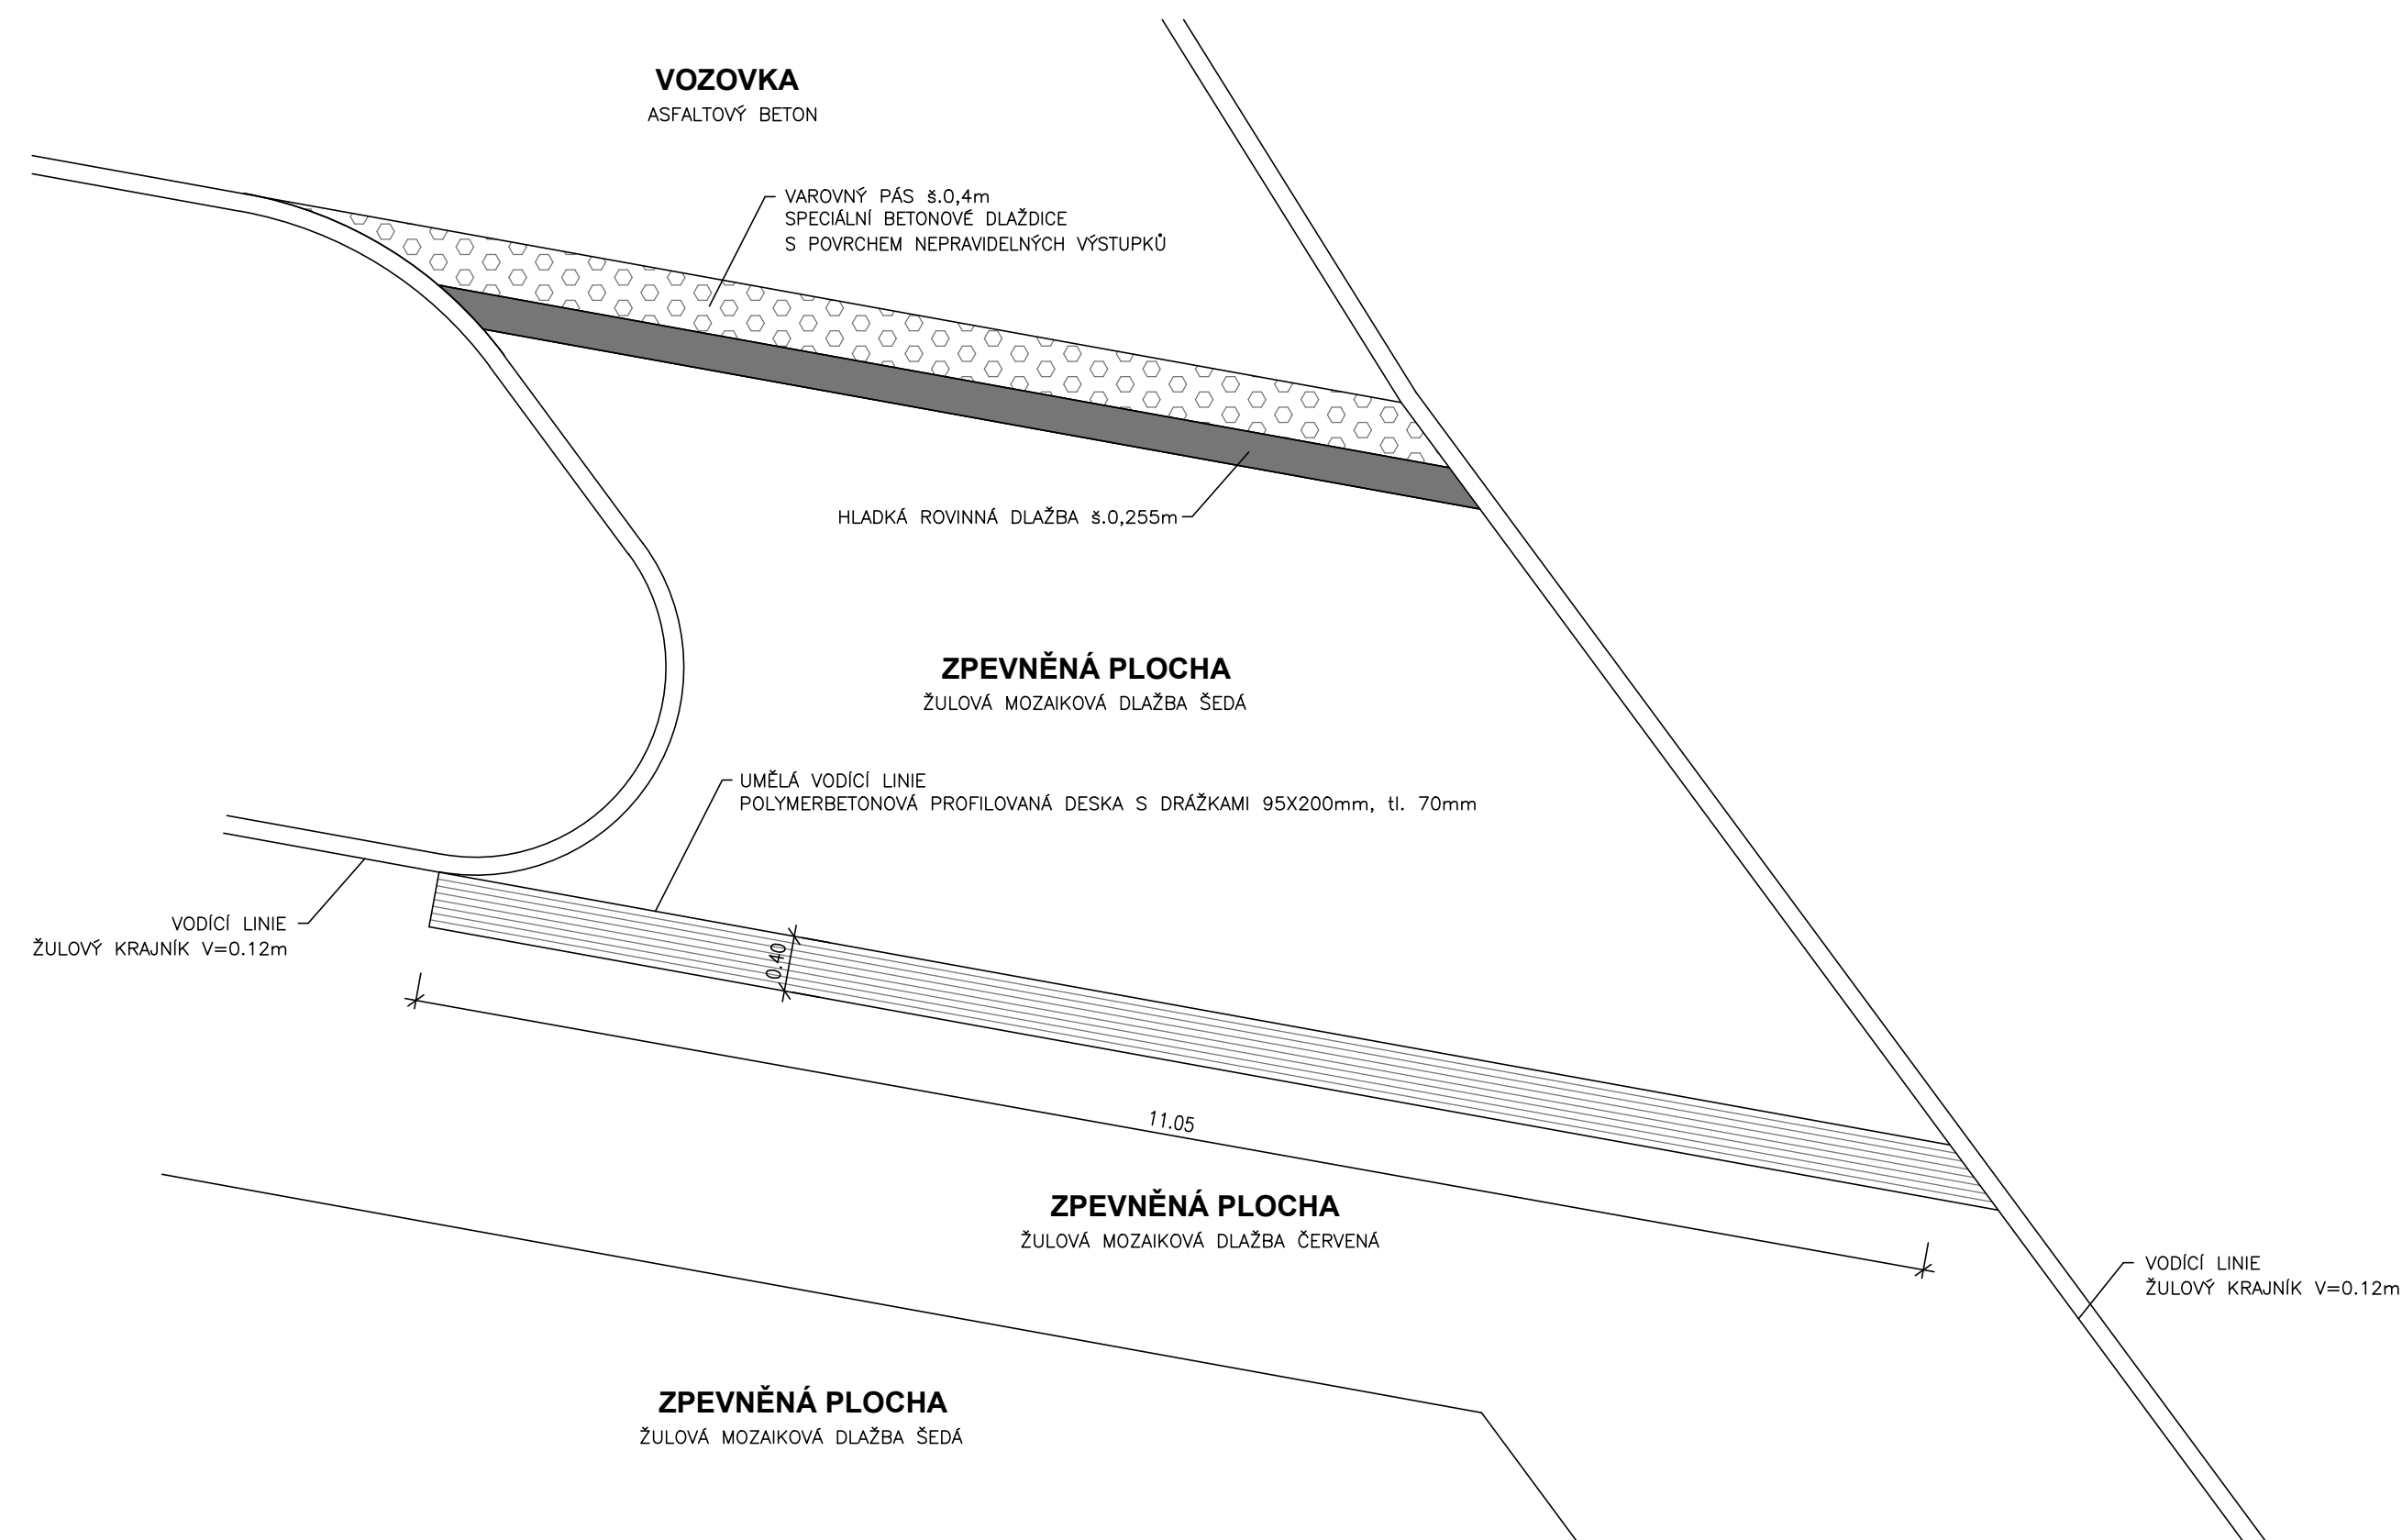 VOZOVKA
ASFALTOVÝ BETON
VAROVNÝ PÁS š.0,4m
SPECIÁLNÍ BETONOVÉ DLAŽDICE
S POVRCHEM NEPRAVIDELNÝCH VÝSTUPKŮ
HLADKÁ ROVINNÁ DLAŽBA š.0,255m
ZPEVNĚNÁ PLOCHA
ŽULOVÁ MOZAIKOVÁ DLAŽBA ŠEDÁ
UMĚLÁ VODÍCÍ LINIE
POLYMERBETONOVÁ PROFILOVANÁ DESKA S DRÁŽKAMI 95X200mm, tl. 70mm
VODÍCÍ LINIE
ŽULOVÝ KRAJNÍK V=0.12m
0.40
11.05
ZPEVNĚNÁ PLOCHA
ŽULOVÁ MOZAIKOVÁ DLAŽBA ČERVENÁ
VODÍCÍ LINIE
ŽULOVÝ KRAJNÍK V=0.12m
ZPEVNĚNÁ PLOCHA
ŽULOVÁ MOZAIKOVÁ DLAŽBA ŠEDÁ